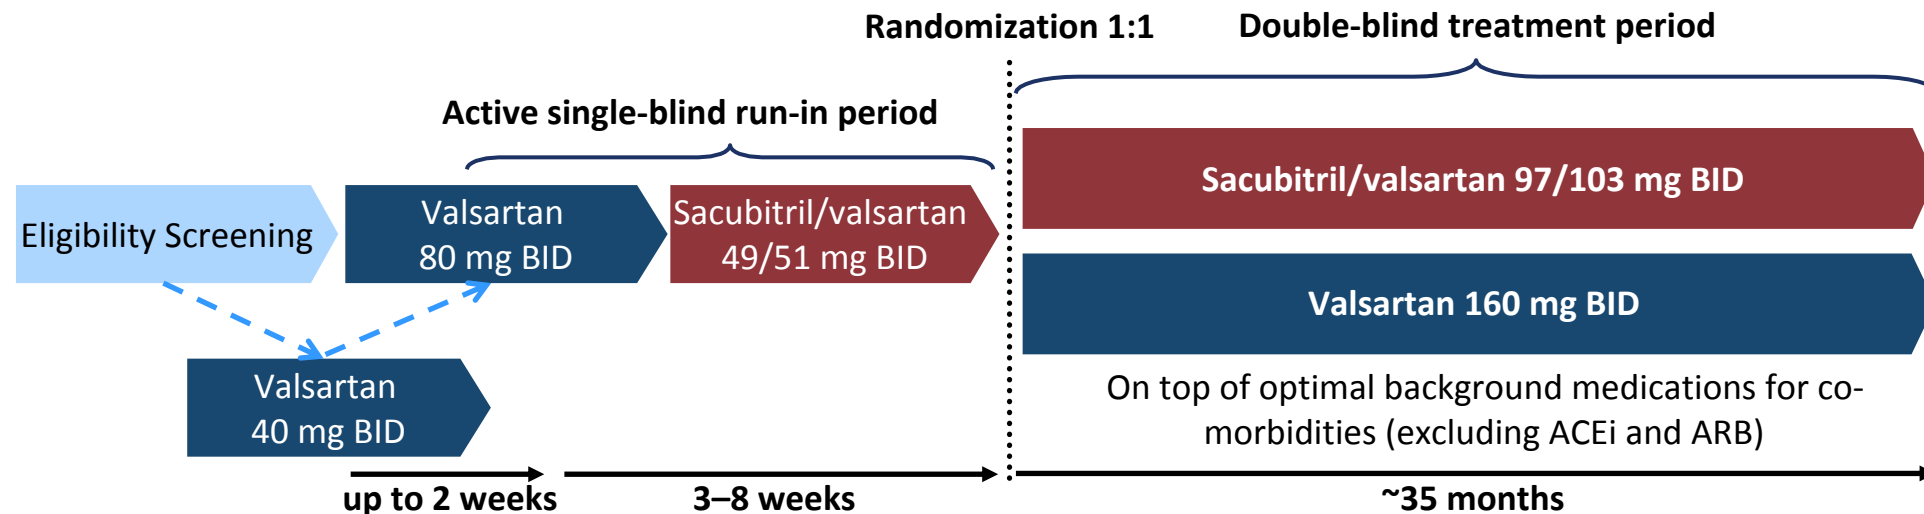 Randomization 1:1
Double-blind treatment period
Active single-blind run-in period
Eligibility Screening
Valsartan
80 mg BID
Sacubitril/valsartan
49/51 mg BID
Sacubitril/valsartan 97/103 mg BID
Valsartan 160 mg BID
Valsartan
40 mg BID
On top of optimal background medications for co-
morbidities (excluding ACEi and ARB)
up to 2 weeks
3–8 weeks
~35 months